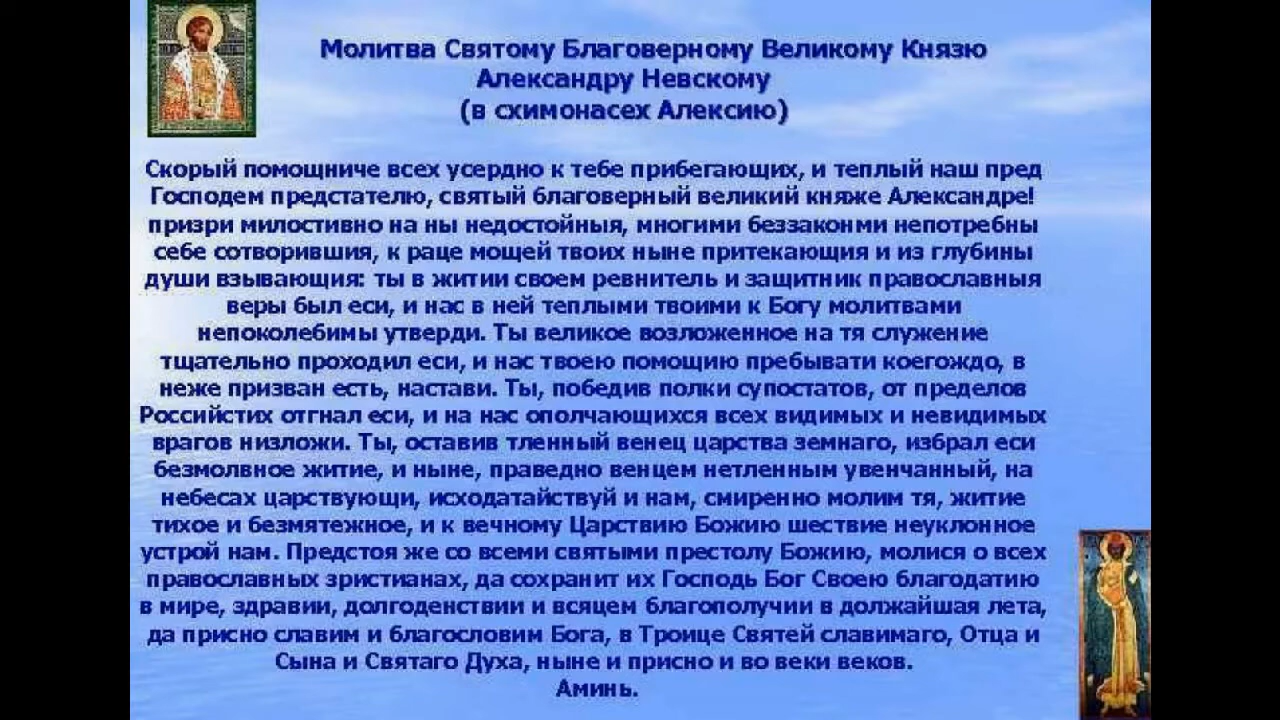 Молитва Святому Благоверному Великому Князю
Александру Невскому
(в схимонасех Алексию)
Скорый помощниче всех усердно к тебе прибегающих, и теплый наш пред
Господем предстателю, святый благоверный великий княже Александре!
призри милостивно на ны недостойныя, многими беззаконми непотребны
себе сотворившия, к раце мощей твоих ныне притекающия и из глубины
души взывающия: ты в житии своем ревнитель и защитник православныя
веры был еси, и нас в ней теплыми твоими к Богу молитвами
непоколебимы утверди. Ты великое возложенное на тя служение
тщательно проходил еси, и нас твоею помощию пребывати коегождо, в
неже призван есть, настави. Ты, победив полки супостатов, от пределов
Российстих отгнал еси, и на нас ополчающихся всех видимых и невидимых
врагов низложи. Ты, оставив тленный венец царства земнаго, избрал еси
безмолвное житие, и ныне, праведно венцем нетленным увенчанный, на
небесах царствующи, исходатайствуй и нам, смиренно молим тя, житие
тихое и безмятежное, и к вечному Царствию Божию шествие неуклонное
устрой нам. Предстоя же со всеми святыми престолу Божию, молися о всех
православных зристианах, да сохранит их Господь Бог Своею благодатию
в мире, здравии, долгоденствии и всяцем благополучии в должайшая лета,
да присно славим и благословим Бога, в Троице Святей славимаго, Отца и
Сына и Святаго Духа, ныне и присно и во веки веков.
Аминь.